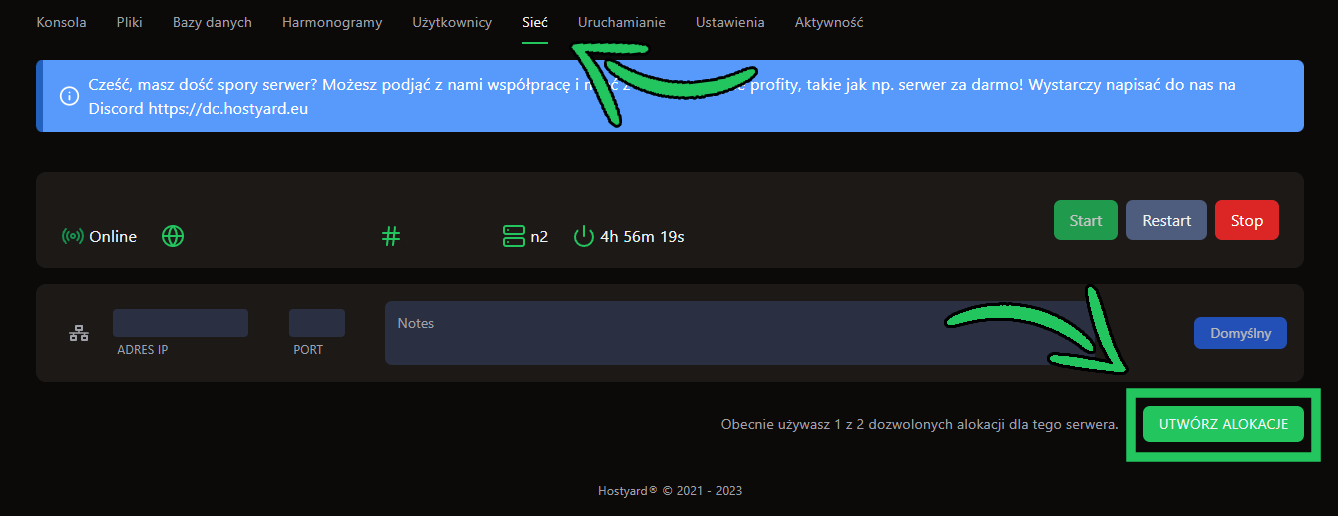 Konsola Pliki Bazy danych Harmonogramy Użytkownicy Sieć Uruchamianie Ustawienia Aktywność
Cześć, masz dość spory serwer? Możesz podjąć z nami współpracę i profity, takie jak np. serwer za darmo! Wystarczy napisać do nas na
Discord https://dc.hostyard.eu
Start Restart Stop
Online # n2 4h 56m 19s
Notes
Domyślny
ADRES IP PORT
Obecnie używasz 1 z 2 dozwolonych alokacji dla tego serwera. UTWÓRZ ALOKACJE
Hostyard® © 2021 - 2023